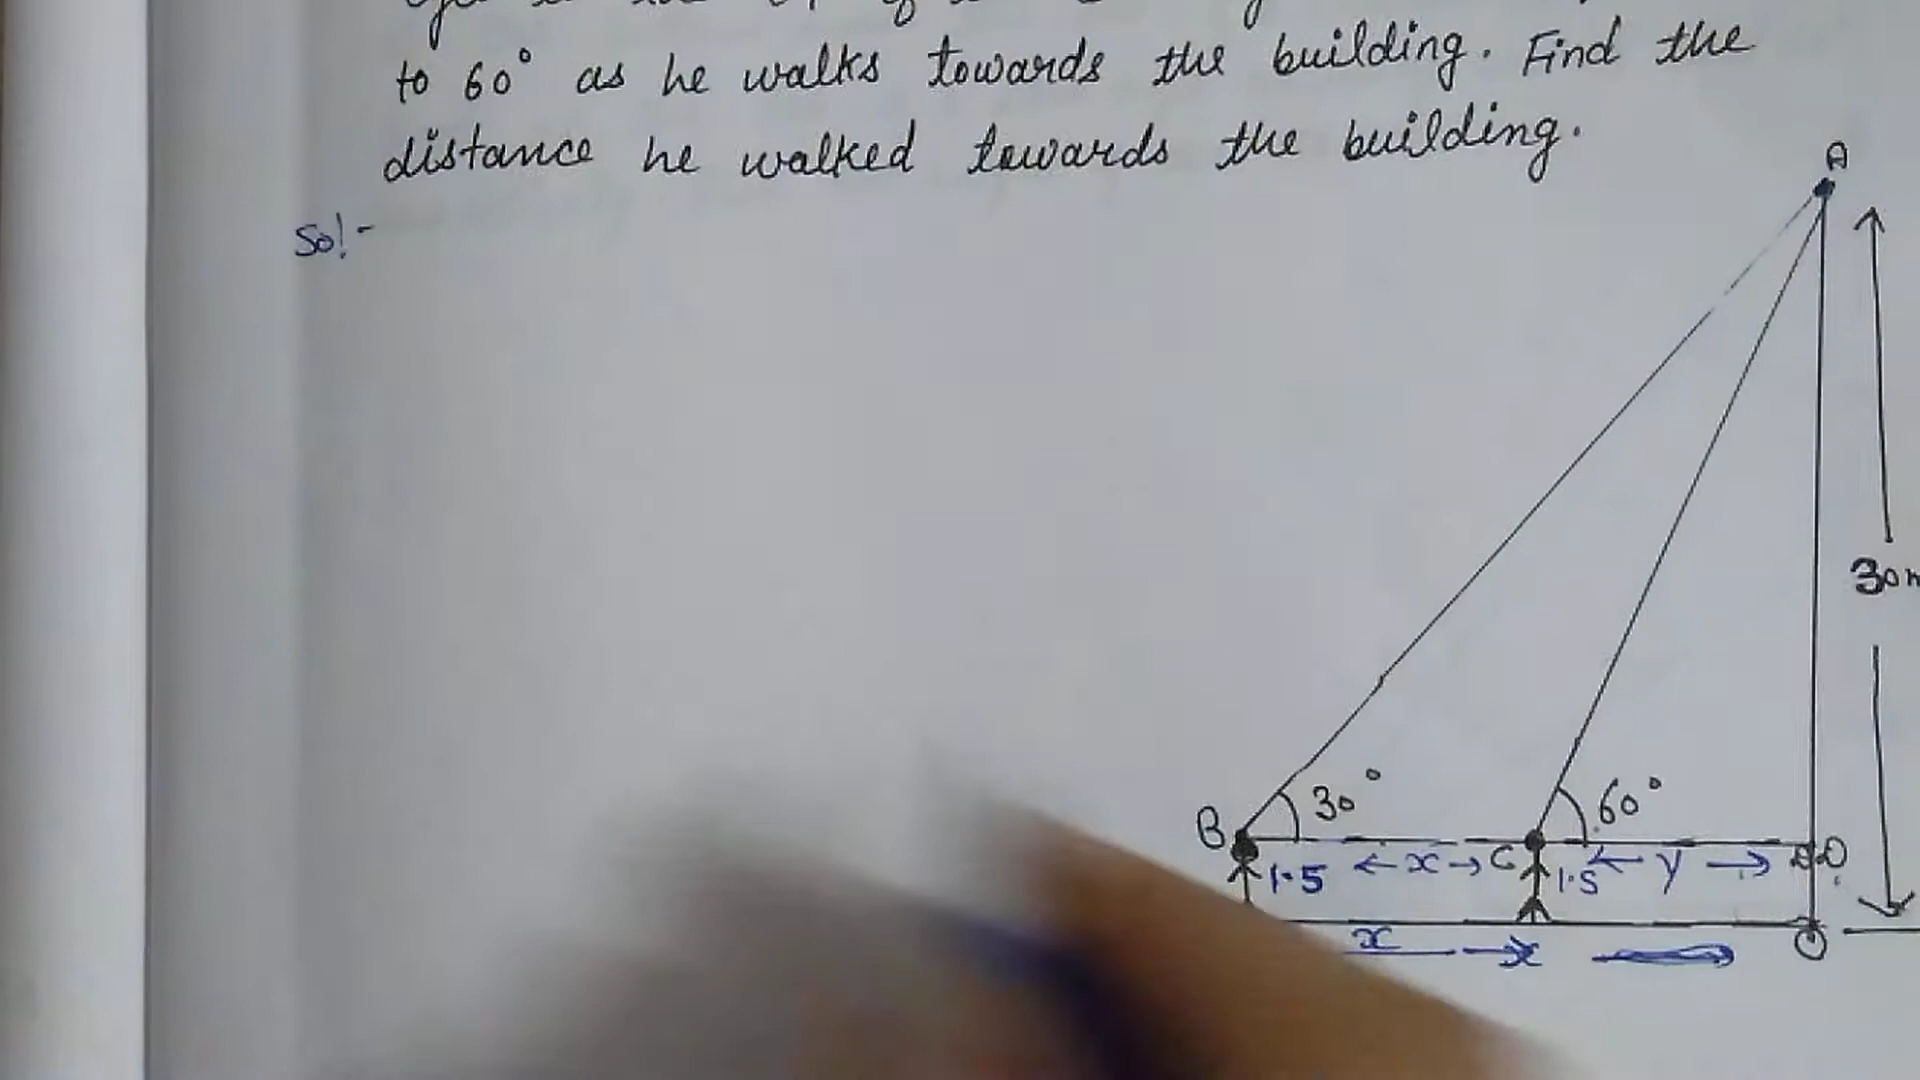 to 60° as he walks towards the building. Find the
distance he walked towards the building.
Sol-
A
30m
B
30°
60°
1.5
x
C
1.5
y
D
x
x